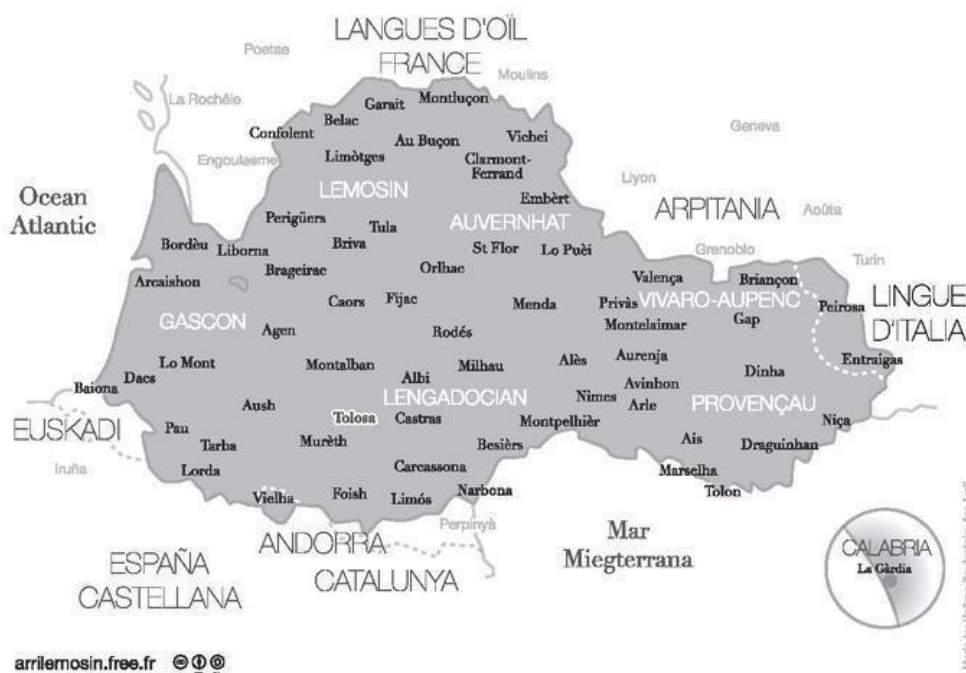 LANGUES D'OÏL
FRANCE
Poetae
Moulins
La Rochéle
Garait
Montluçon
Belac
Confolent
Au Buçon
Vichei
Geneva
Engoulaeme
Limòtges
Clarmont-
Ferrand
Liyon
Ocean
Atlantic
LEMOSIN
Embèrt
ARPITANIA
Aoûta
Perigüers
Tula
AUVERNHAT
Bordèu
Liborna
Briva
St Flor
Lo Puèi
Grenoblo
Turin
Arcaishon
Brageirac
Orlhac
Valença
Briançon
Caors
Fijac
Menda
Privàs
VIVARO-AUPENC
Peirosa
LINGUE
D'ITALIA
GASCON
Agen
Rodés
Montelaimar
Gap
Lo Mont
Montalban
Milhau
Alès
Aurenja
Entraigas
Baiona
Dacs
Albi
Avinhon
Dinha
LENGADOCIAN
Nimes
Arle
PROVENÇAU
Aush
Tolosa
Castras
Montpelhièr
Niça
EUSKADI
Pau
Tarba
Murèth
Besièrs
Ais
Draguinhan
Iruña
Lorda
Carcassona
Marselha
Vielha
Foish
Limós
Narbona
Tolon
Perpinyà
ANDORRA
Mar
Miegterrana
CALABRIA
La Gàrdia
ESPAÑA
CASTELLANA
CATALUNYA
arrilemosin.free.fr